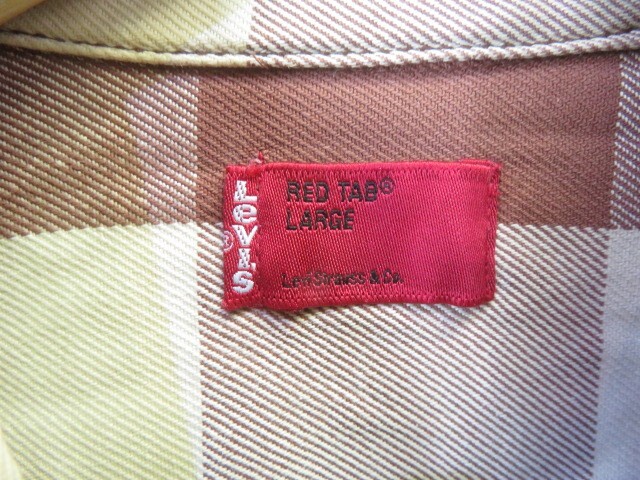 LEVI'S
®
RED TAB®
LARGE
Levi Strauss & Co.